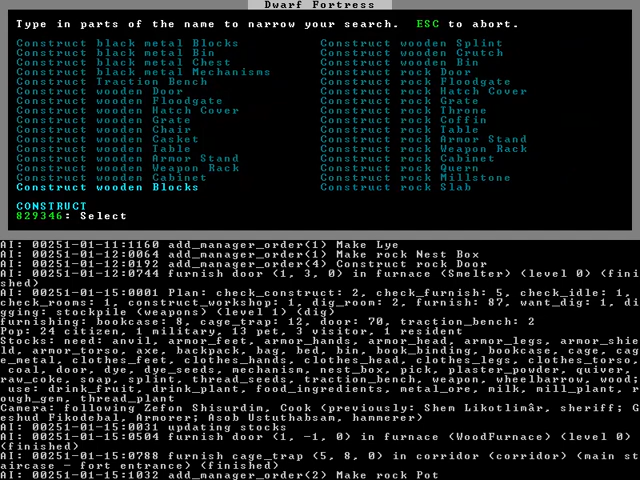 Dwarf Fortress
Type in parts of the name to narrow your search.  ESC to abort.
Construct black metal Blocks Construct wooden Splint
Construct black metal Bin Construct wooden Crutch
Construct black metal Chest Construct wooden Bin
Construct black metal Mechanisms Construct rock Door
Construct Traction Bench Construct rock Floodgate
Construct wooden Door Construct rock Hatch Cover
Construct wooden Floodgate Construct rock Grate
Construct wooden Hatch Cover Construct rock Throne
Construct wooden Grate Construct rock Coffin
Construct wooden Chair Construct rock Table
Construct wooden Casket Construct rock Armor Stand
Construct wooden Table Construct rock Weapon Rack
Construct wooden Armor Stand Construct rock Cabinet
Construct wooden Weapon Rack Construct rock Quern
Construct wooden Cabinet Construct rock Millstone
Construct wooden Blocks Construct rock Slab
CONSTRUCT
829346: Select
AI: 00251-01-11:1160 add_manager_order(1) Make Lye
AI: 00251-01-12:0064 add_manager_order(1) Make rock Nest Box
AI: 00251-01-12:0192 add_manager_order(4) Construct rock Door
AI: 00251-01-12:0744 furnish door (1, 3, 0) in furnace (Smelter) (level 0) (fini
shed)
AI: 00251-01-15:0001 Plan: check_construct: 2, check_furnish: 5, check_idle: 1,
check_rooms: 1, construct_workshop: 1, dig_room: 2, furnish: 87, want_dig: 1, di
gging: stockpile (weapons) (level 1) (dig)
furnishing: bookcase: 8, cage_trap: 12, door: 70, traction_bench: 2
Pop: 24 citizen, 1 military, 13 pet, 3 visitor, 1 resident
Stocks: need: anvil, armor_feet, armor_hands, armor_head, armor_legs, armor_shie
ld, armor_torso, axe, backpack, bag, bed, bin, book_binding, bookcase, cage, cag
e_metal, clothes_feet, clothes_hands, clothes_head, clothes_legs, clothes_torso,
coal, door, dye, dye_seeds, mechanism, nest_box, pick, plaster_powder, quiver,
raw_coke, soap, splint, thread_seeds, traction_bench, weapon, wheelbarrow, wood;
use: drink_fruit, drink_plant, food_ingredients, metal_ore, milk, mill_plant, r
ough_gem, thread_plant
Camera: following Zefon Shisurdim, Cook (previously: Shem Likotlimâr, sheriff; G
eshud Fikodebal, Armorer; Asob Ustuthabsam, hammerer)
AI: 00251-01-15:0031 updating stocks
AI: 00251-01-15:0504 furnish door (1, -1, 0) in furnace (WoodFurnace) (level 0)
(finished)
AI: 00251-01-15:0788 furnish cage_trap (5, 8, 0) in corridor (corridor) (main st
aircase - fort entrance) (finished)
AI: 00251-01-15:1032 add_manager_order(2) Make rock Pot